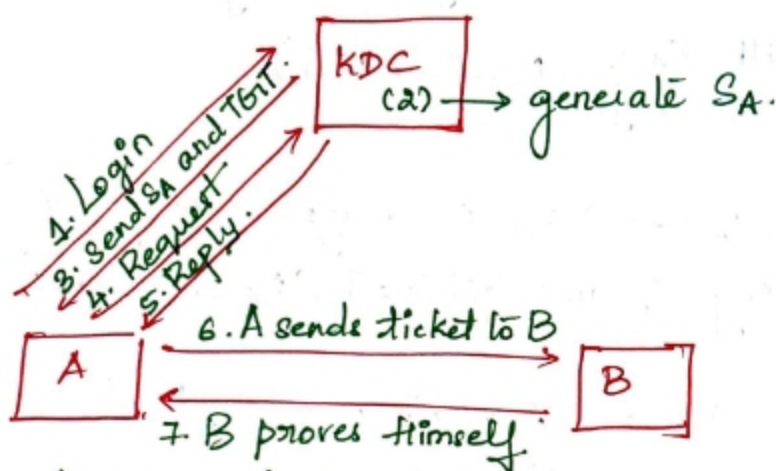 KDC
(2) → generate SA.
1. Login
3. Send SA and TGT.
4. Request
5. Reply.
6. A sends ticket to B
A
B
7. B proves Himself